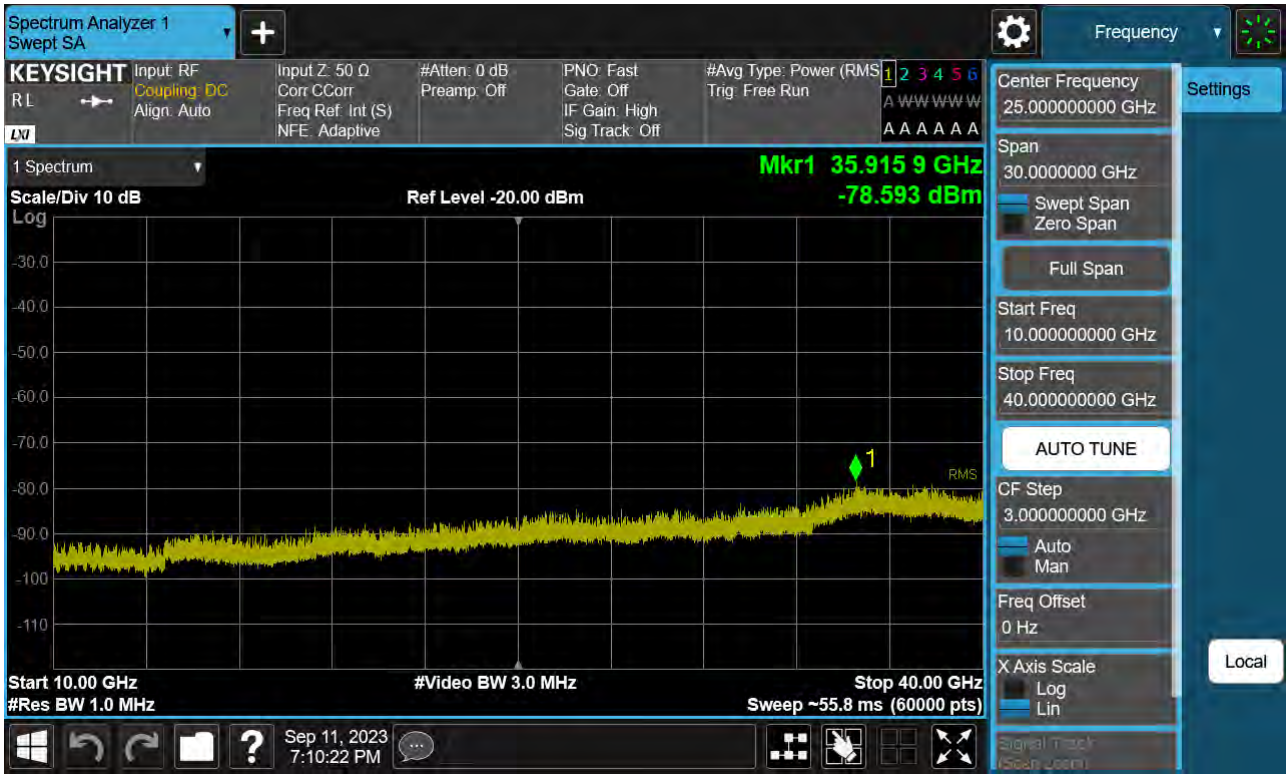 Spectrum Analyzer 1
Swept SA
+
Frequency
KEYSIGHT
RL
LXI
Input: RF
Coupling: DC
Align: Auto
Input Z: 50 Ω
Corr CCorr
Freq Ref: Int (S)
NFE: Adaptive
#Atten: 0 dB
Preamp: Off
PNO: Fast
Gate: Off
IF Gain: High
Sig Track: Off
#Avg Type: Power (RMS
Trig: Free Run
1 2 3 4 5 6
A W W W W W
A A A A A A
1 Spectrum
Scale/Div 10 dB
Log
Ref Level -20.00 dBm
Mkr1 35.915 9 GHz
-78.593 dBm
-30.0
-40.0
-50.0
-60.0
-70.0
-80.0
-90.0
-100
-110
1
RMS
Start 10.00 GHz
#Res BW 1.0 MHz
#Video BW 3.0 MHz
Stop 40.00 GHz
Sweep ~55.8 ms (60000 pts)
Center Frequency
25.000000000 GHz
Span
30.0000000 GHz
Swept Span
Zero Span
Full Span
Start Freq
10.000000000 GHz
Stop Freq
40.000000000 GHz
AUTO TUNE
CF Step
3.000000000 GHz
Auto
Man
Freq Offset
0 Hz
X Axis Scale
Log
Lin
Signal Track
(Span Zoom)
Settings
Local
?
Sep 11, 2023
7:10:22 PM